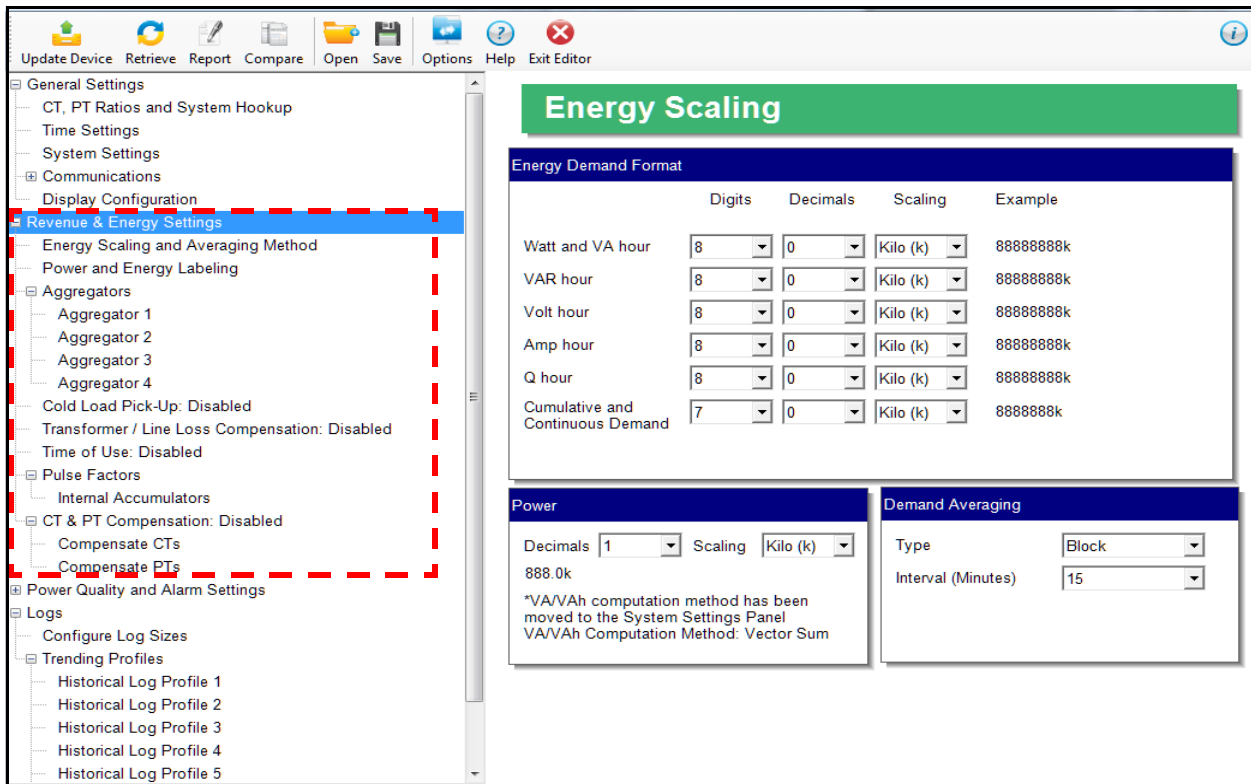 Update Device Retrieve Report Compare Open Save Options Help Exit Editor
General Settings
CT, PT Ratios and System Hookup
Time Settings
System Settings
Communications
Display Configuration
Revenue & Energy Settings
Energy Scaling and Averaging Method
Power and Energy Labeling
Aggregators
Aggregator 1
Aggregator 2
Aggregator 3
Aggregator 4
Cold Load Pick-Up: Disabled
Transformer / Line Loss Compensation: Disabled
Time of Use: Disabled
Pulse Factors
Internal Accumulators
CT & PT Compensation: Disabled
Compensate CTs
Compensate PTs
Power Quality and Alarm Settings
Logs
Configure Log Sizes
Trending Profiles
Historical Log Profile 1
Historical Log Profile 2
Historical Log Profile 3
Historical Log Profile 4
Historical Log Profile 5
Energy Scaling
Energy Demand Format
Digits Decimals Scaling Example
Watt and VA hour 8 0 Kilo (k) 88888888k
VAR hour 8 0 Kilo (k) 88888888k
Volt hour 8 0 Kilo (k) 88888888k
Amp hour 8 0 Kilo (k) 88888888k
Q hour 8 0 Kilo (k) 88888888k
Cumulative and
Continuous Demand 7 0 Kilo (k) 8888888k
Power
Decimals 1 Scaling Kilo (k)
888.0k
*VA/VAh computation method has been
moved to the System Settings Panel
VA/VAh Computation Method: Vector Sum
Demand Averaging
Type Block
Interval (Minutes) 15